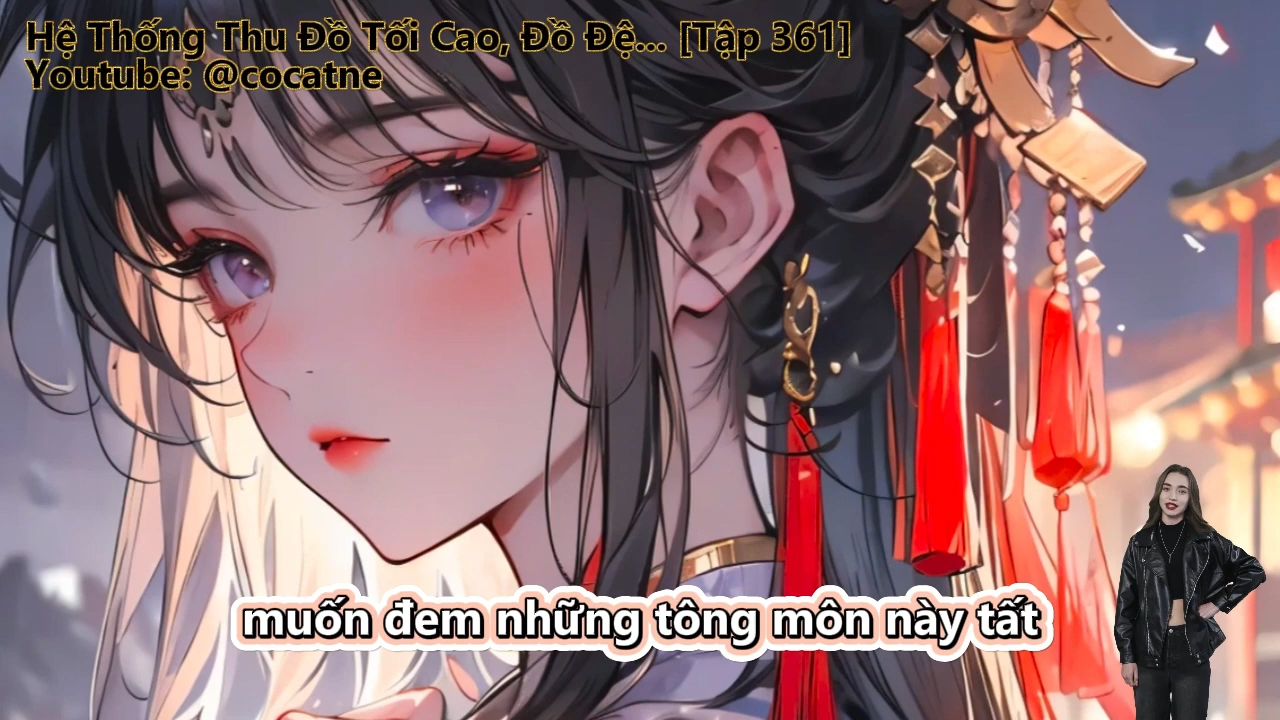 Hệ Thống Thu Đồ Tối Cao, Đồ Đệ... [Tập 361]
Youtube: @cocatne
muốn đem những tông môn này tất